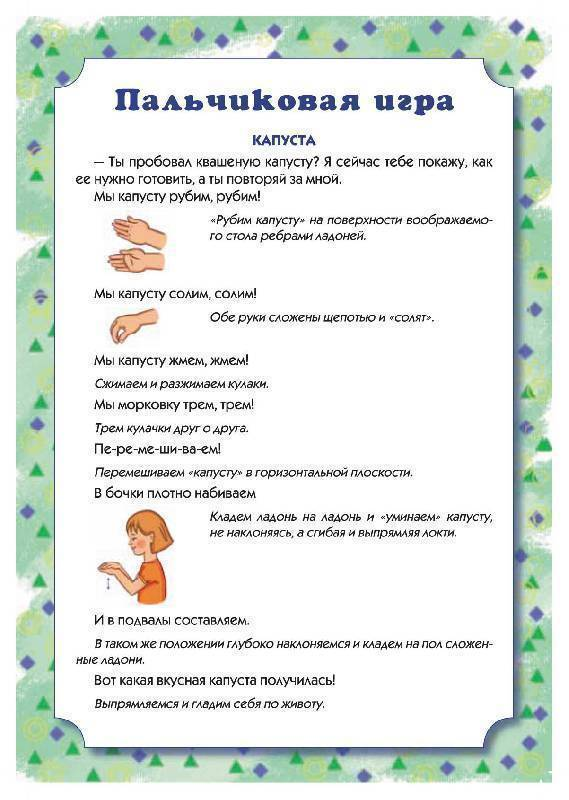 Пальчиковая игра
КАПУСТА
— Ты пробовал квашеную капусту? Я сейчас тебе покажу, как
ее нужно готовить, а ты повторяй за мной.
Мы капусту рубим, рубим!
«Рубим капусту» на поверхности воображаемо-
го стола ребрами ладоней.
Мы капусту солим, солим!
Обе руки сложены щепотью и «солят».
Мы капусту жмем, жмем!
Сжимаем и разжимаем кулаки.
Мы морковку трем, трем!
Трем кулачки друг о друга.
Пе-ре-ме-ши-ва-ем!
Перемешиваем «капусту» в горизонтальной плоскости.
В бочки плотно набиваем
Кладем ладонь на ладонь и «уминаем» капусту,
не наклоняясь, а сгибая и выпрямляя локти.
И в подвалы составляем.
В таком же положении глубоко наклоняемся и кладем на пол сложен-
ные ладони.
Вот какая вкусная капуста получилась!
Выпрямляемся и гладим себя по животу.